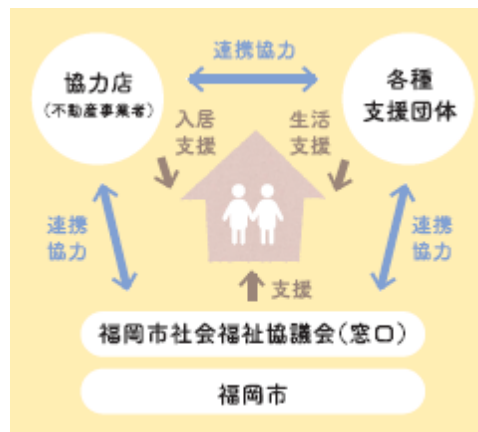 連携協力
協力店
(不動産事業者)
各種
支援団体
入居
支援
生活
支援
連携
協力
連携
協力
支援
福岡市社会福祉協議会(窓口)
福岡市